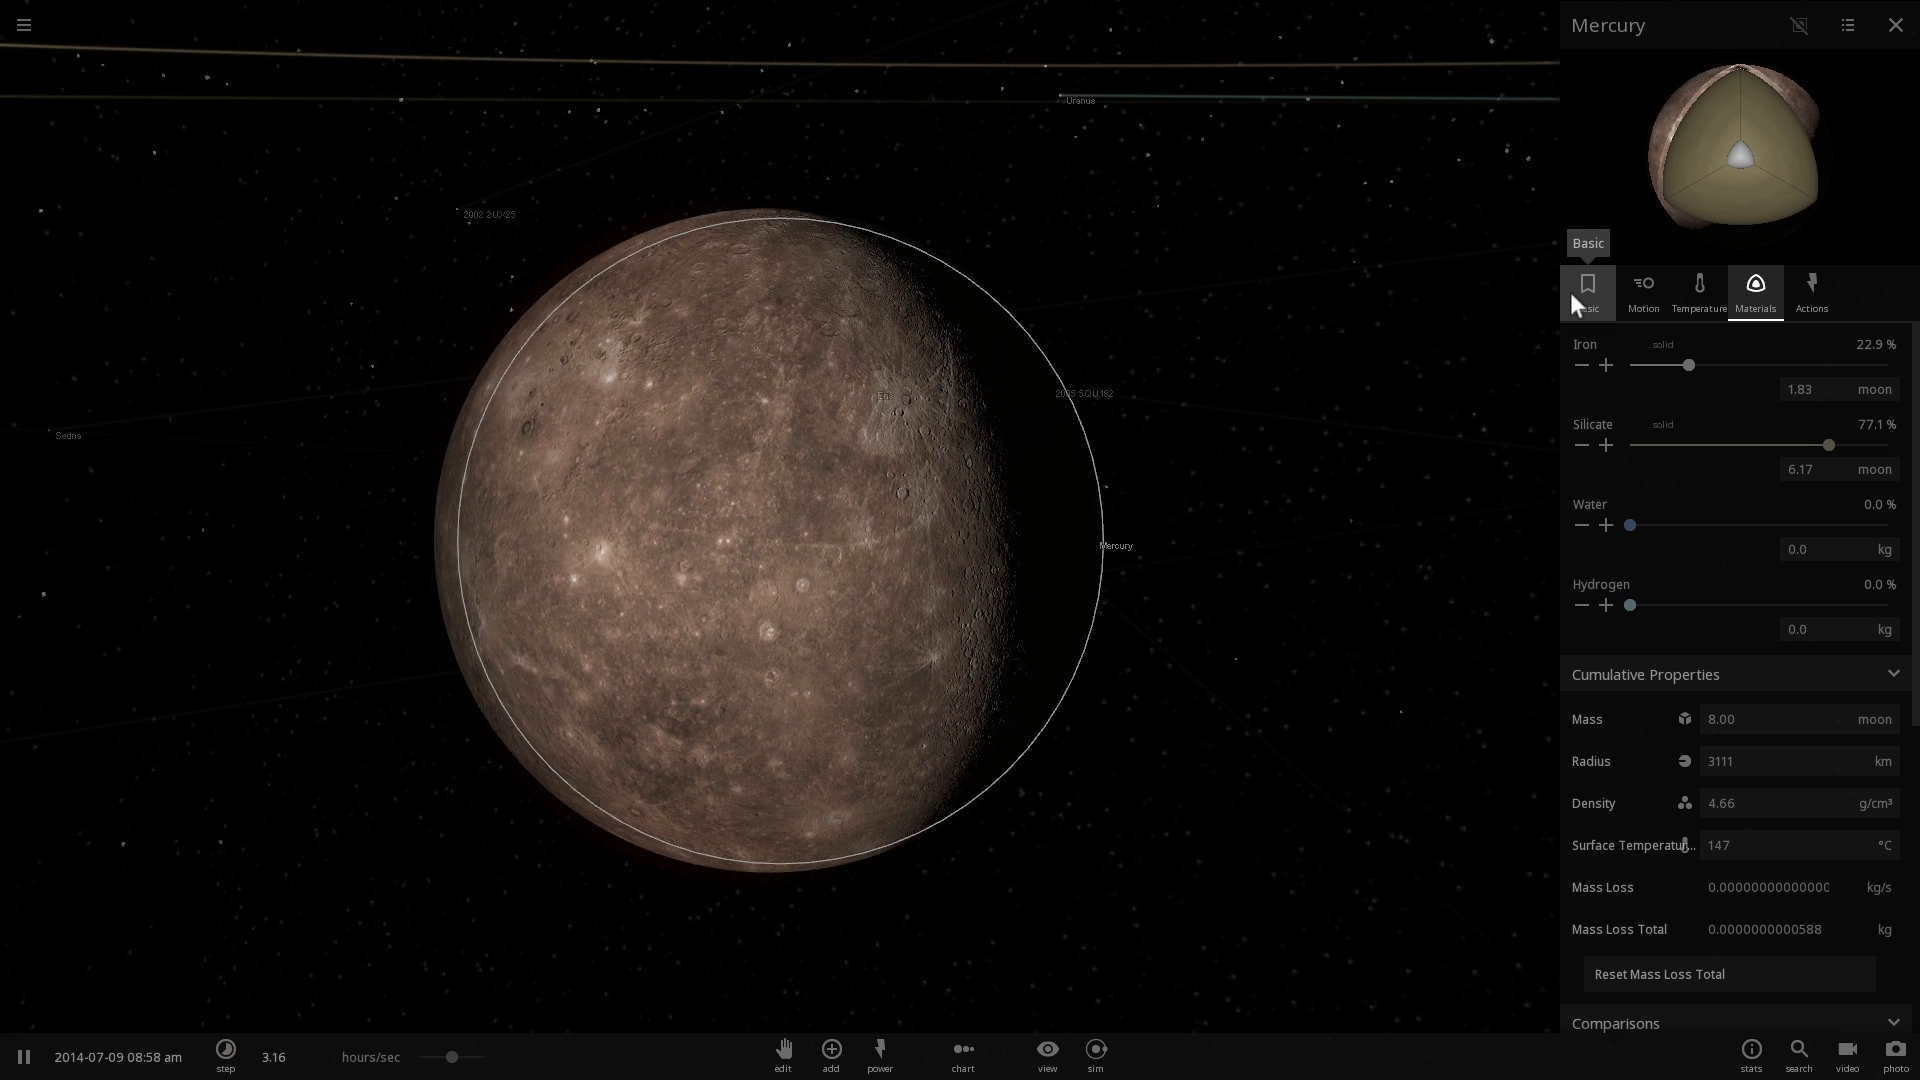 Mercury
Uranus
2002 2UX25
Basic
Motion
Temperature
Materials
Actions
Iron
solid
22.9 %
1.83 moon
2005 5QU182
Silicate
solid
77.1 %
Sedna
6.17 moon
Water
0.0 %
0.0 kg
Mercury
Hydrogen
0.0 %
0.0 kg
Cumulative Properties
Mass
8.00 moon
Radius
3111 km
Density
4.66 g/cm³
Surface Temperatur...
147 °C
Mass Loss
0.00000000000000 kg/s
Mass Loss Total
0.0000000000588 kg
Reset Mass Loss Total
Comparisons
2014-07-09 08:58 am
step
3.16 hours/sec
edit
add
power
chart
view
sim
stats
search
video
photo